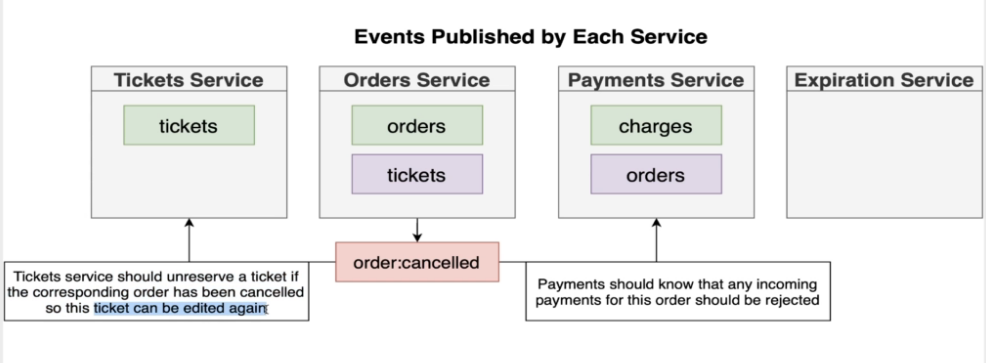 Events Published by Each Service
Tickets Service
Orders Service
Payments Service
Expiration Service
tickets
orders
charges
tickets
orders
order:cancelled
Tickets service should unreserve a ticket if
the corresponding order has been cancelled
so this ticket can be edited again
Payments should know that any incoming
payments for this order should be rejected